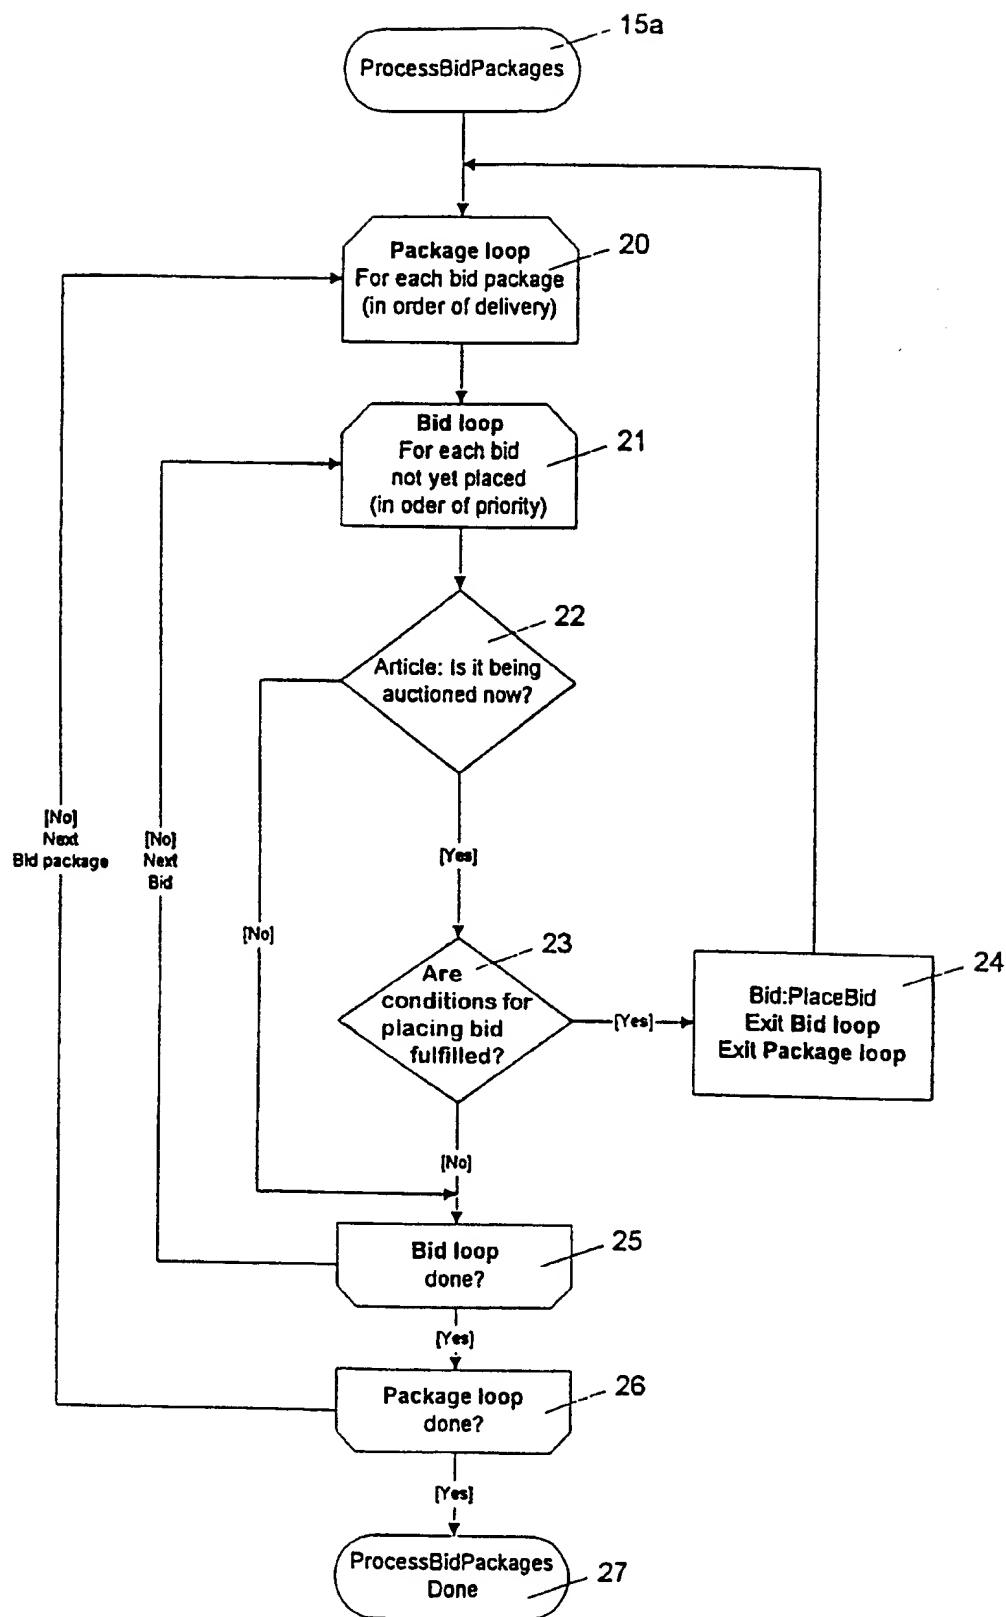 15a
ProcessBidPackages
Package loop
For each bid package
(in order of delivery)
20
Bid loop
For each bid
not yet placed
(in oder of priority)
21
22
Article: Is it being
auctioned now?
[No]
Next
Bid package
[No]
Next
Bid
[Yes]
[No]
23
Are
conditions for
placing bid
fulfilled?
[Yes]
24
Bid:PlaceBid
Exit Bid loop
Exit Package loop
[No]
Bid loop
done?
25
[Yes]
Package loop
done?
26
[Yes]
ProcessBidPackages
Done
27